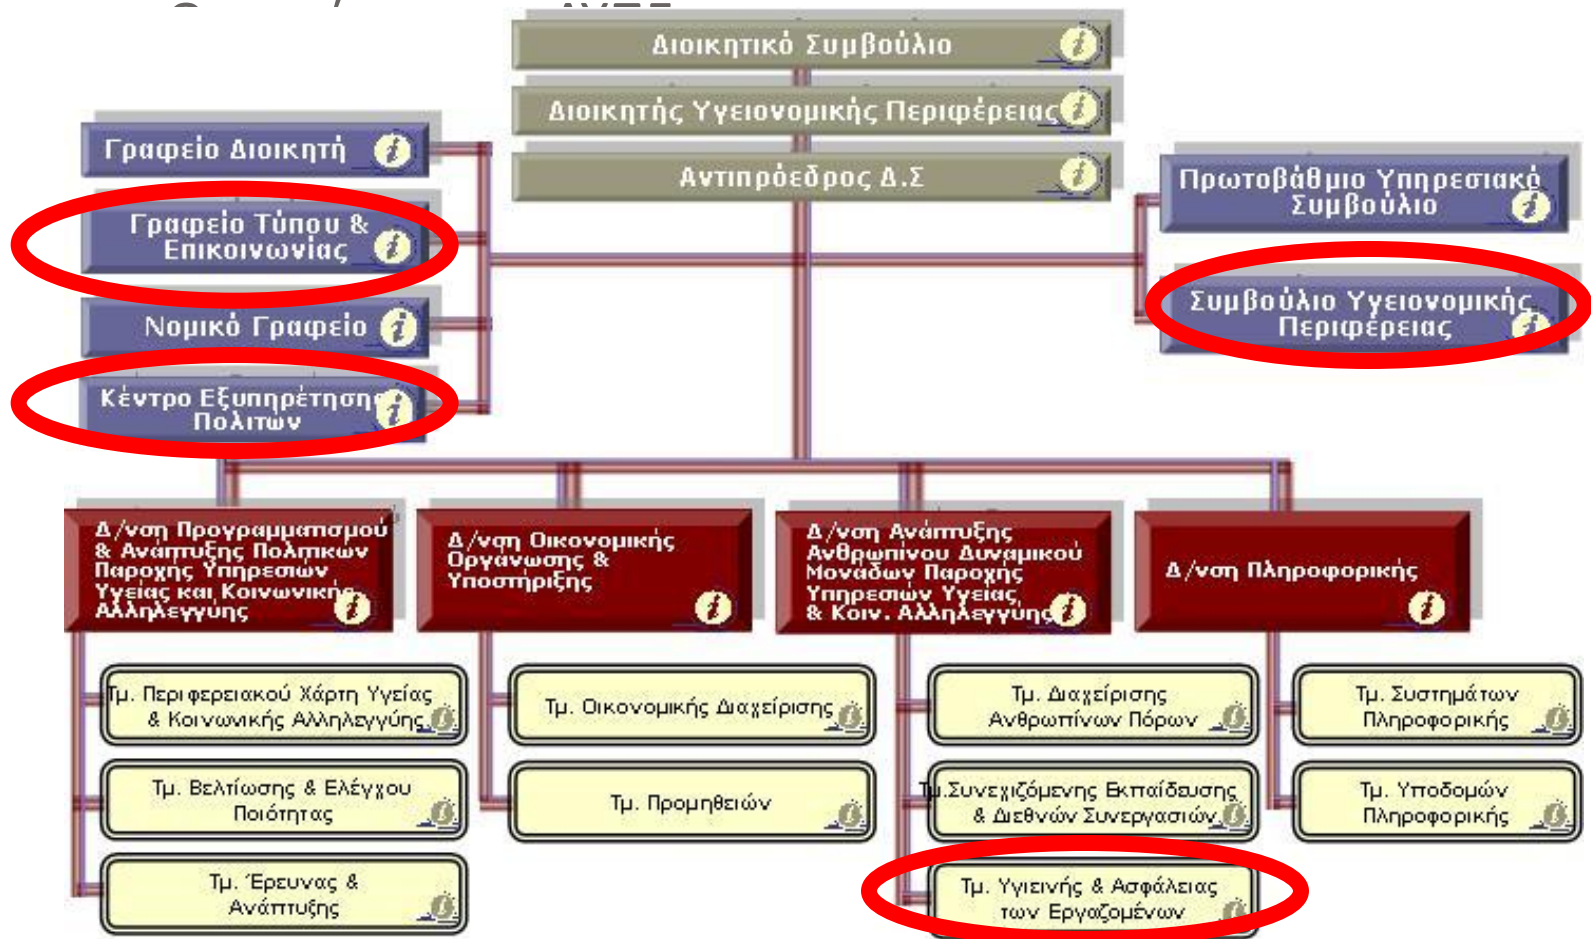 Διοικητικό Συμβούλιο
Διοικητής Υγειονομικής Περιφέρειας
Αντιπρόεδρος Δ.Σ
Γραφείο Διοικητή
Γραφείο Τύπου &
Επικοινωνίας
Νομικό Γραφείο
Κέντρο Εξυπηρέτησης
Πολιτών
Πρωτοβάθμιο Υπηρεσιακό
Συμβούλιο
Συμβούλιο Υγειονομικής
Περιφέρειας
Δ/νση Προγραμματισμού
& Ανάπτυξης Πολιτικών
Παροχής Υπηρεσιών
Υγείας και Κοινωνικής
Αλληλεγγύης
Δ/νση Οικονομικής
Οργάνωσης &
Υποστήριξης
Δ/νση Ανάπτυξης
Ανθρωπίνου Δυναμικού
Μονάδων Παροχής
Υπηρεσιών Υγείας
& Κοιν. Αλληλεγγύης
Δ/νση Πληροφορικής
Τμ. Περιφερειακού Χάρτη Υγείας
& Κοινωνικής Αλληλεγγύης
Τμ. Βελτίωσης & Ελέγχου
Ποιότητας
Τμ. Έρευνας &
Ανάπτυξης
Τμ. Οικονομικής Διαχείρισης
Τμ. Προμηθειών
Τμ. Διαχείρισης
Ανθρωπίνων Πόρων
Τμ.Συνεχιζόμενης Εκπαίδευσης
& Διεθνών Συνεργασιών
Τμ. Υγιεινής & Ασφάλειας
των Εργαζομένων
Τμ. Συστημάτων
Πληροφορικής
Τμ. Υποδομών
Πληροφορικής